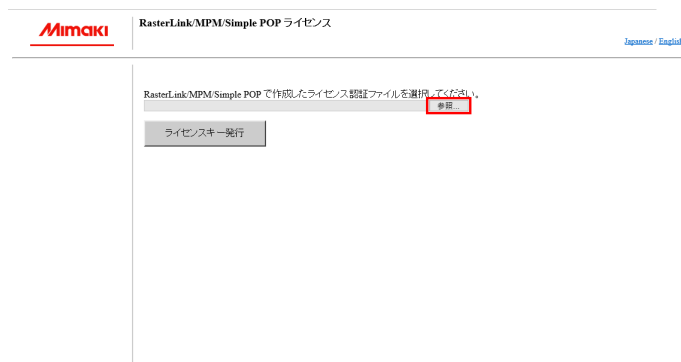 Mimaki
RasterLink/MPM/Simple POP ライセンス
Japanese / English
RasterLink/MPM/Simple POP で作成したライセンス認証ファイルを選択してください。
参照...
ライセンスキー発行